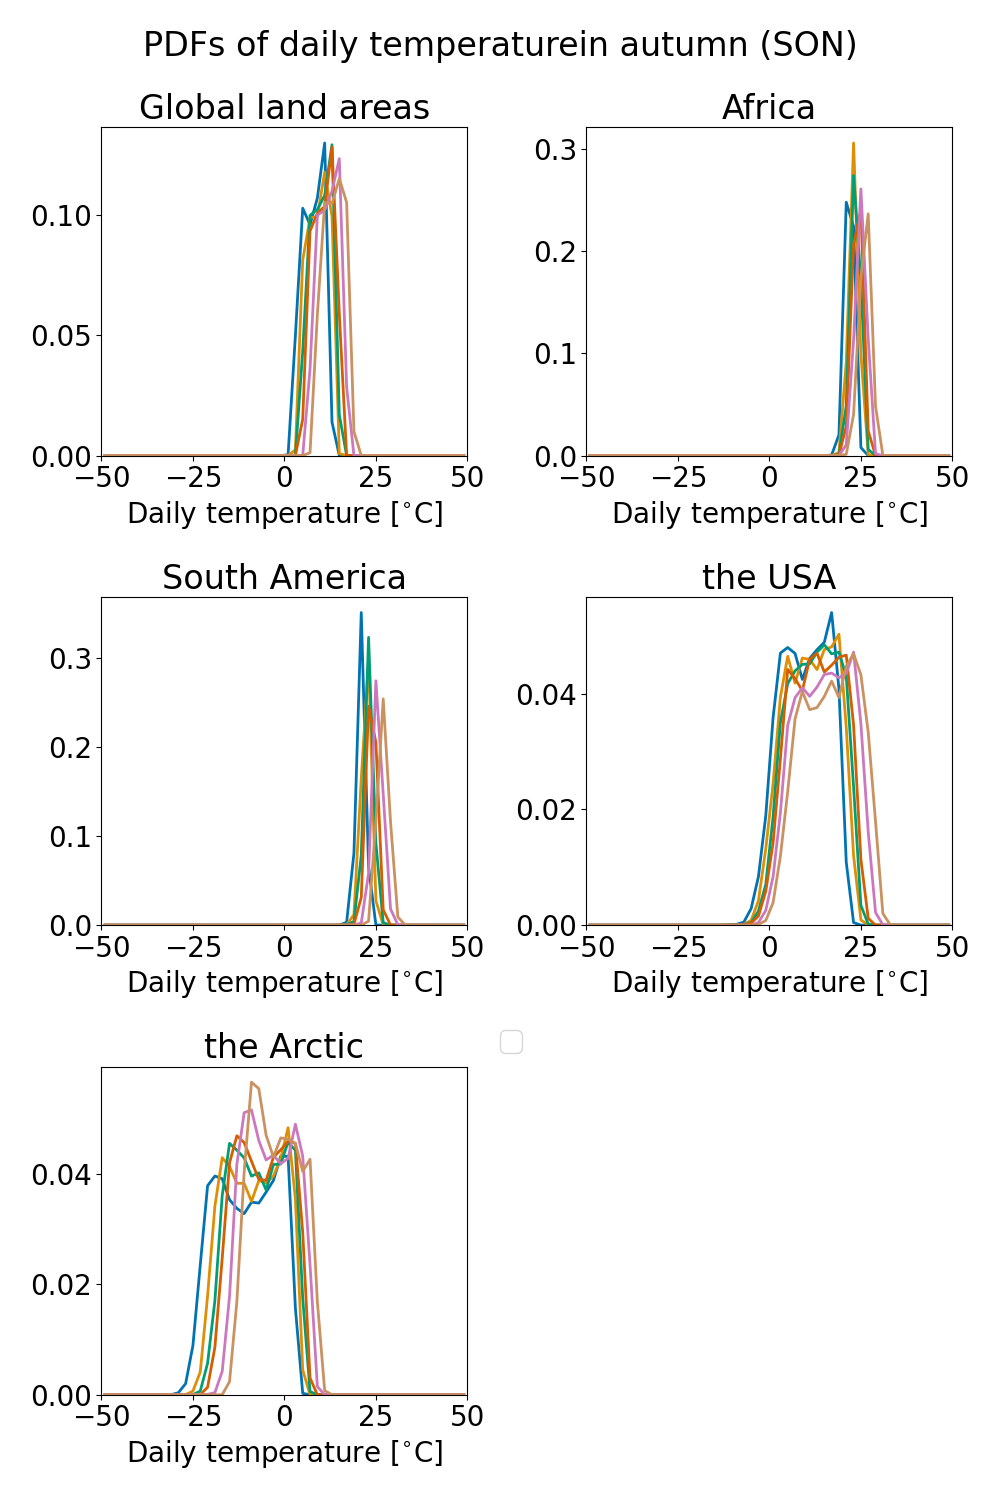 PDFs of daily temperaturein autumn (SON)
Global land areas
0.10
0.05
0.00
−50 −25 0 25 50
Daily temperature [°C]
Africa
0.3
0.2
0.1
0.0
−50 −25 0 25 50
Daily temperature [°C]
South America
0.3
0.2
0.1
0.0
−50 −25 0 25 50
Daily temperature [°C]
the USA
0.04
0.02
0.00
−50 −25 0 25 50
Daily temperature [°C]
the Arctic
0.04
0.02
0.00
−50 −25 0 25 50
Daily temperature [°C]